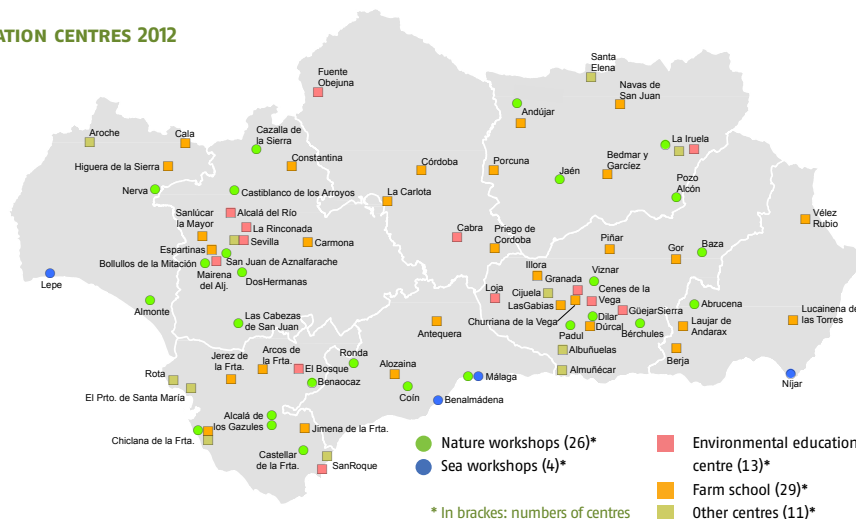 ATION CENTRES 2012
Santa
Elena
Fuente
Obejuna
Navas de
San Juan
Andújar
Aroche
Cala
Cazalla de
la Sierra
La Iruela
Higuera de la Sierra
Constantina
Córdoba
Porcuna
Bedmar y
Garcíez
Jaén
Pozo
Alcón
Nerva
Castiblanco de los Arroyos
La Carlota
Alcalá del Río
Sanlúcar
la Mayor
La Rinconada
Vélez
Rubio
Cabra
Priego de
Cordoba
Piñar
Sevilla
Carmona
Espartinas
Gor
Baza
Bollullos de la Mitación
San Juan de Aznalfarache
Mairena
del Alj.
DosHermanas
Illora
Granada
Viznar
Lepe
Loja
Cijuela
Cenes de la
Vega
LasGabias
Almonte
Las Cabezas
de San Juan
Churriana de la Vega
GüejarSierra
Abrucena
Lucainena de
las Torres
Dilar
Dúrcal
Antequera
Padul
Bérchules
Laujar de
Andarax
Jerez de
la Frta.
Arcos de
la Frta.
Ronda
Albuñuelas
Berja
Rota
El Bosque
Alozaina
Almuñécar
Benaocaz
Málaga
Níjar
El Prto. de Santa María
Coín
Benalmádena
Alcalá de
los Gazules
Jimena de la Frta.
Chiclana de la Frta.
Castellar
de la Frta.
SanRoque
Nature workshops (26)*
Sea workshops (4)*
Environmental education
centre (13)*
Farm school (29)*
Other centres (11)*
* In brackes: numbers of centres